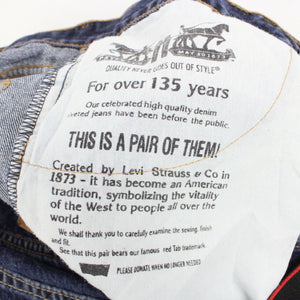 QUALITY NEVER GOES OUT OF STYLE®
For over 135 years
Our celebrated high quality denim
veted jeans have been before the public.
THIS IS A PAIR OF THEM!
Created by Levi Strauss & Co in
1873 - it has become an American
tradition, symbolizing the vitality
of the West to people all over the
world.
We shall thank you to carefully examine the sewing, finish
and fit.
See that this pair bears our famous red Tab trademark.
PLEASE DONATE WHEN NO LONGER NEEDED